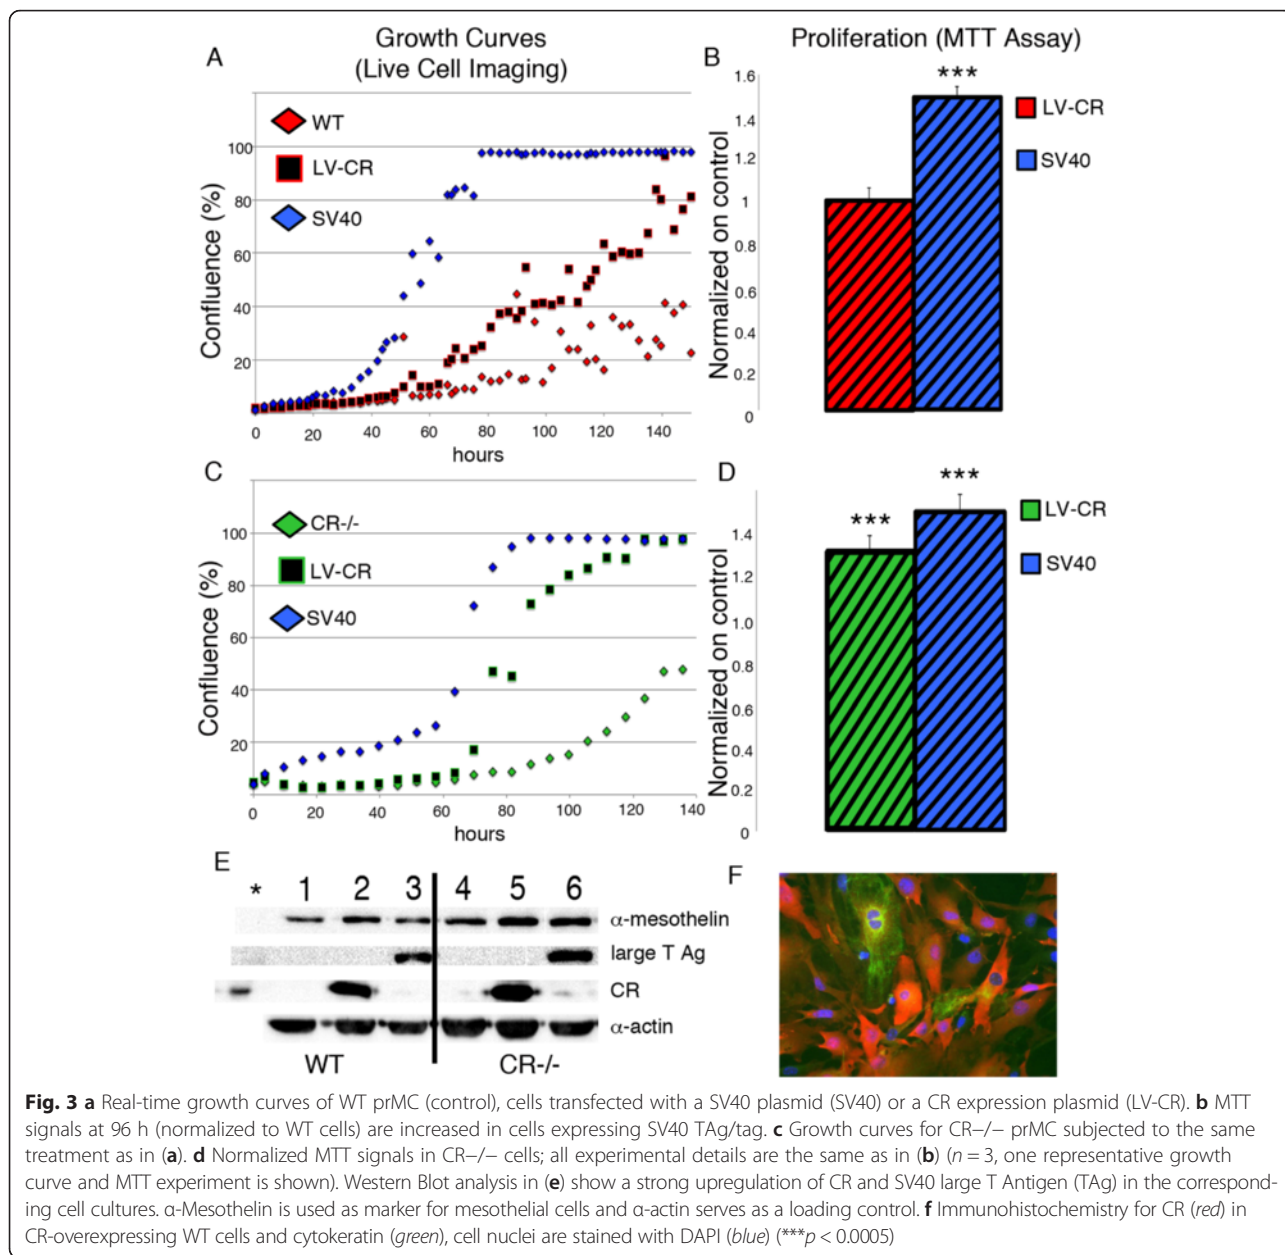 A
Growth Curves
(Live Cell Imaging)
WT
LV-CR
SV40
Confluence (%)
100
80
60
40
20
0 20 40 60 80 100 120 140
hours
B
Proliferation (MTT Assay)
***
LV-CR
SV40
Normalized on control
1.6
1.4
1.2
1
0.8
0.6
0.4
0.2
0
C
CR-/-
LV-CR
SV40
Confluence (%)
100
80
60
40
20
0 20 40 60 80 100 120 140
hours
D
***
***
LV-CR
SV40
Normalized on control
1.4
1.2
1.0
0.8
0.6
0.4
0.2
0
E
* 1 2 3 4 5 6
α-mesothelin
large T Ag
CR
α-actin
WT CR-/-
F
Fig. 3 a Real-time growth curves of WT prMC (control), cells transfected with a SV40 plasmid (SV40) or a CR expression plasmid (LV-CR). b MTT
signals at 96 h (normalized to WT cells) are increased in cells expressing SV40 TAg/tag. c Growth curves for CR−/− prMC subjected to the same
treatment as in (a). d Normalized MTT signals in CR−/− cells; all experimental details are the same as in (b) (n = 3, one representative growth
curve and MTT experiment is shown). Western Blot analysis in (e) show a strong upregulation of CR and SV40 large T Antigen (TAg) in the correspond-
ing cell cultures. α-Mesothelin is used as marker for mesothelial cells and α-actin serves as a loading control. f Immunohistochemistry for CR (red) in
CR-overexpressing WT cells and cytokeratin (green), cell nuclei are stained with DAPI (blue) (***p < 0.0005)